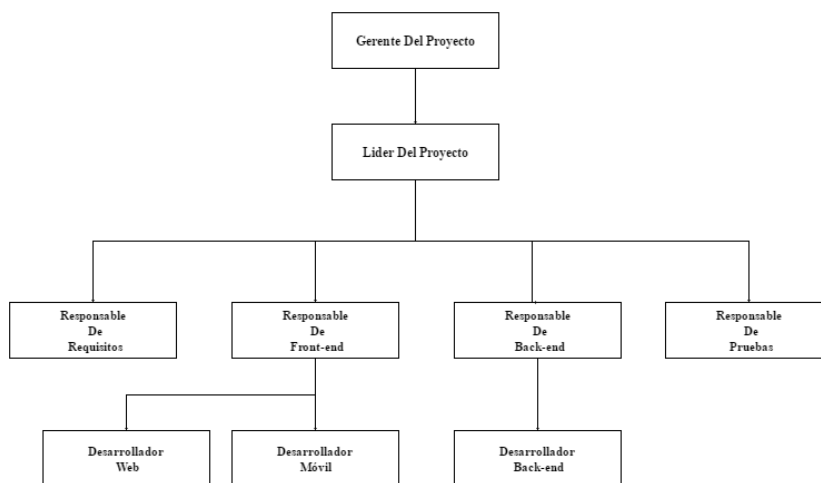 Gerente Del Proyecto
Lider Del Proyecto
Responsable
De
Requisitos
Responsable
De
Front-end
Responsable
De
Back-end
Responsable
De
Pruebas
Desarrollador
Web
Desarrollador
Móvil
Desarrollador
Back-end